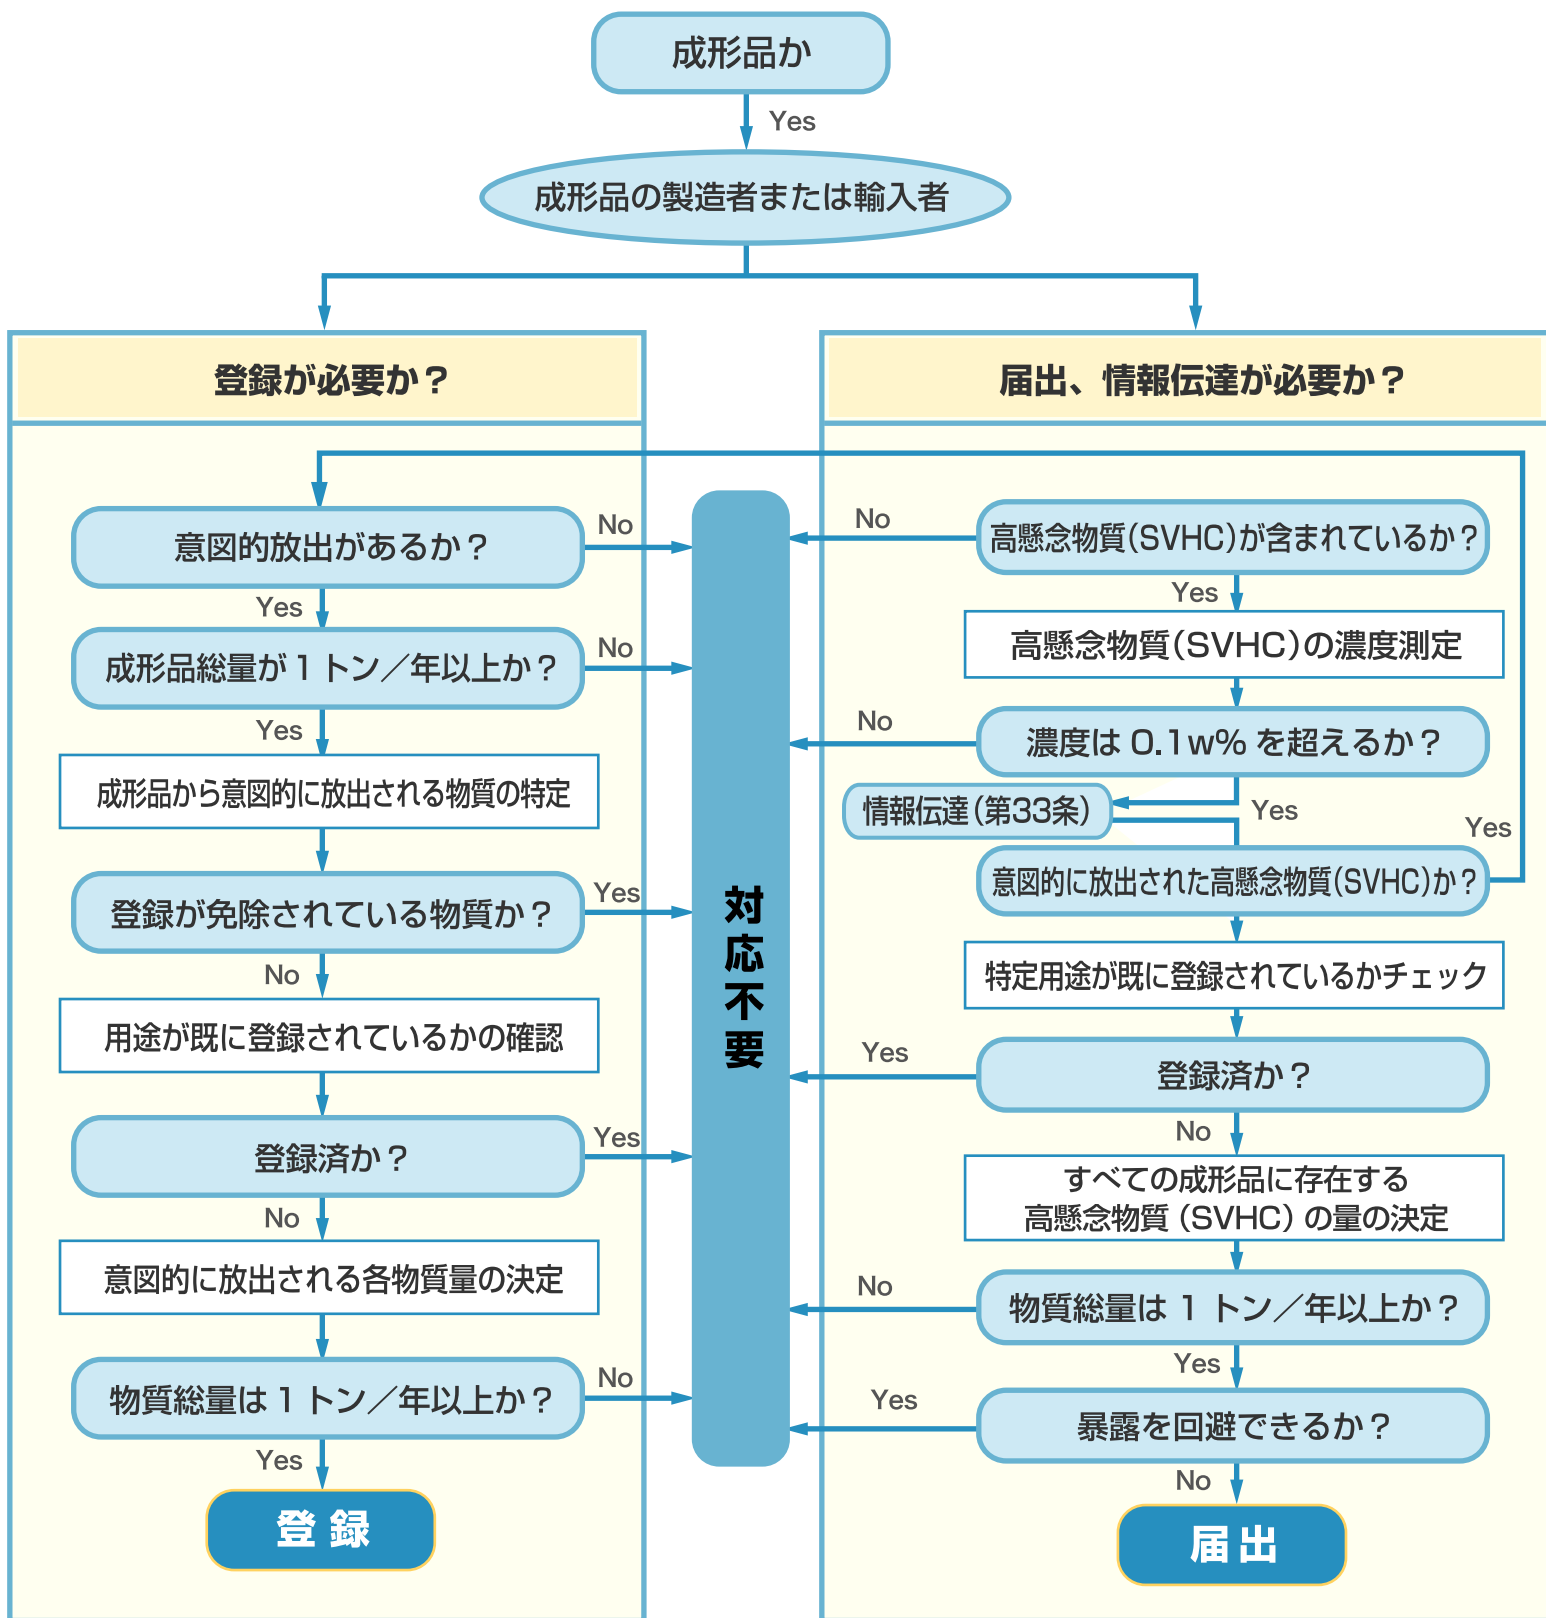 成形品か
Yes
成形品の製造者または輸入者
登録が必要か？
意図的放出があるか？
No
Yes
成形品総量が1トン／年以上か？
No
Yes
成形品から意図的に放出される物質の特定
登録が免除されている物質か？
Yes
No
用途が既に登録されているかの確認
登録済か？
Yes
No
意図的に放出される各物質量の決定
物質総量は1トン／年以上か？
No
Yes
登録
対応不要
届出、情報伝達が必要か？
No
高懸念物質(SVHC)が含まれているか？
Yes
高懸念物質(SVHC)の濃度測定
No
濃度は 0.1w% を超えるか？
情報伝達(第33条)
Yes
Yes
意図的に放出された高懸念物質(SVHC)か？
特定用途が既に登録されているかチェック
Yes
登録済か？
No
すべての成形品に存在する
高懸念物質（SVHC）の量の決定
No
物質総量は 1 トン／年以上か？
Yes
Yes
暴露を回避できるか？
No
届出